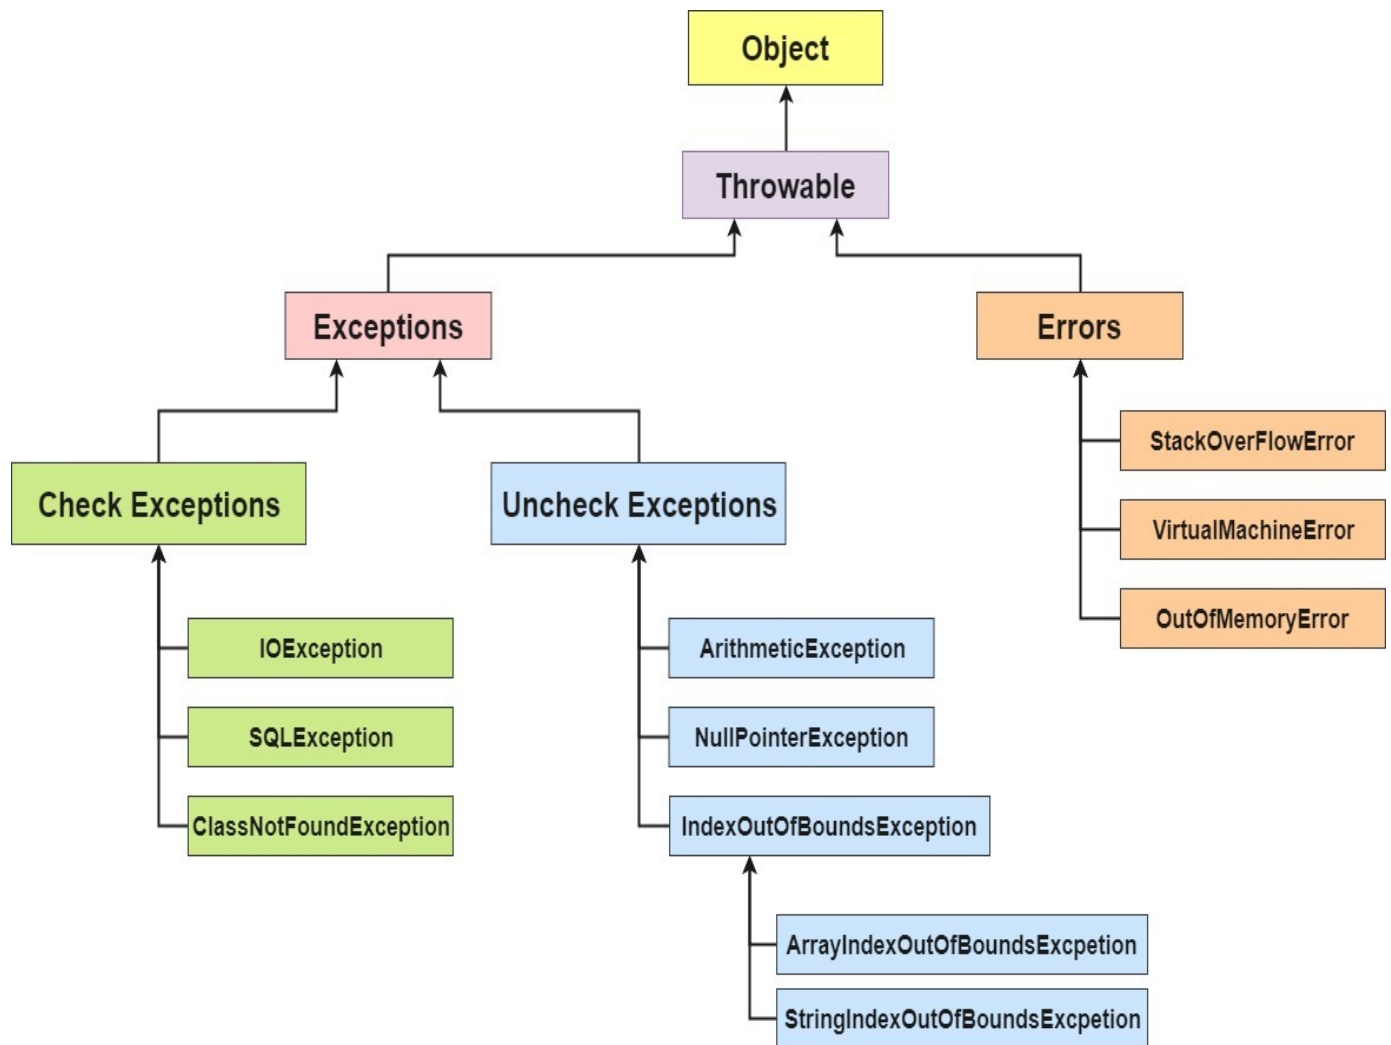 Object
Throwable
Exceptions
Errors
Check Exceptions
Uncheck Exceptions
StackOverFlowError
VirtualMachineError
OutOfMemoryError
IOException
SQLException
ClassNotFoundException
ArithmeticException
NullPointerException
IndexOutOfBoundsException
ArrayIndexOutOfBoundsExcpetion
StringIndexOutOfBoundsExcpetion